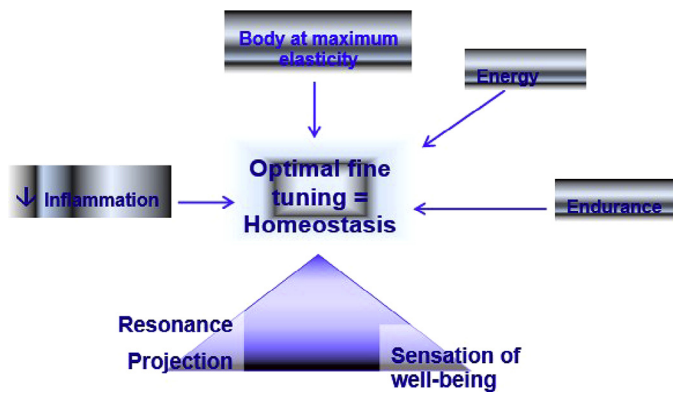 Body at maximum
elasticity
Energy
↓ Inflammation
Optimal fine
tuning =
Homeostasis
Endurance
Resonance
Projection
Sensation of
well-being